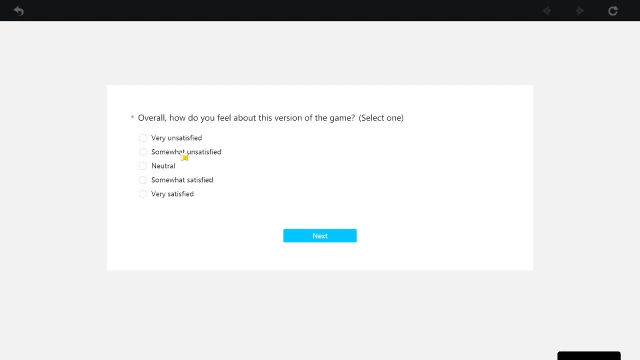 * Overall, how do you feel about this version of the game? (Select one)
Very unsatisfied
Somewhat unsatisfied
Neutral
Somewhat satisfied
Very satisfied
Next